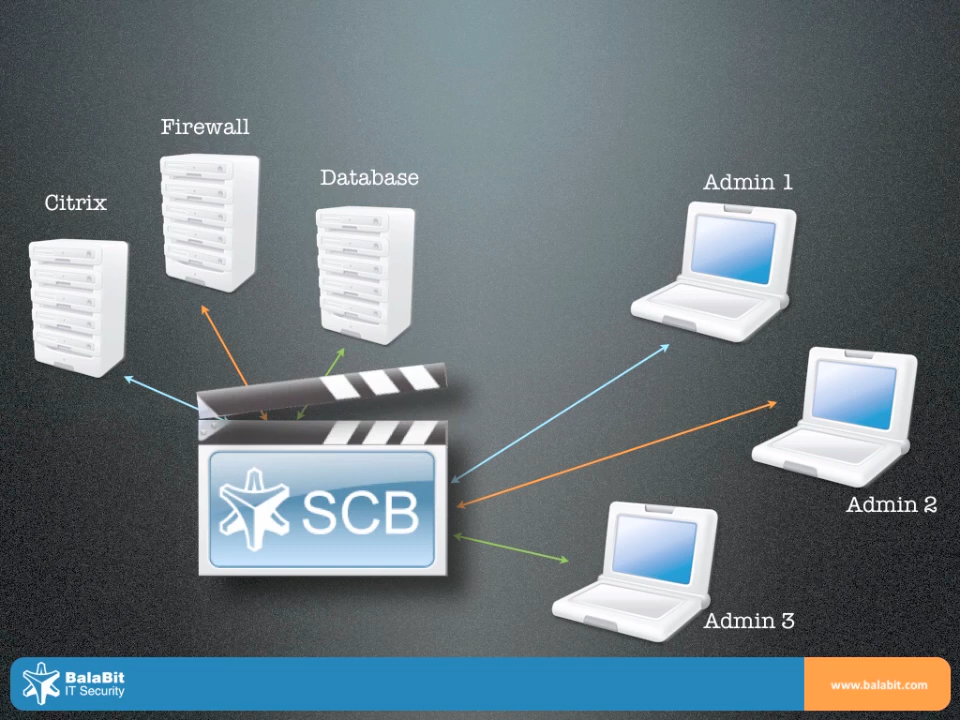 Firewall
Database
Citrix
Admin 1
SCB
Admin 2
Admin 3
BalaBit
IT Security
www.balabit.com